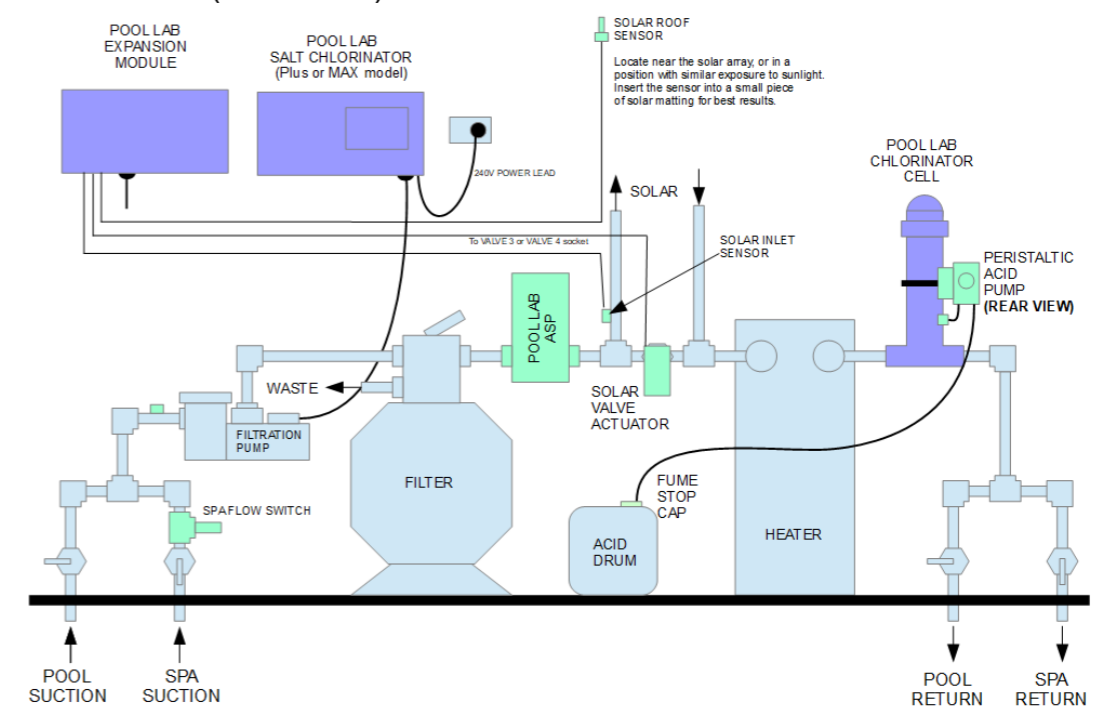 POOL LAB
EXPANSION
MODULE
POOL LAB
SALT CHLORINATOR
(Plus or MAX model)
SOLAR ROOF
SENSOR
Locate near the solar array, or in a
position with similar exposure to sunlight.
Insert the sensor into a small piece
of solar matting for best results.
240V POWER LEAD
SOLAR
POOL LAB
CHLORINATOR
CELL
To VALVE 3 or VALVE 4 socket
SOLAR INLET
SENSOR
PERISTALTIC
ACID
PUMP
(REAR VIEW)
POOL LAB
ASP
WASTE
SOLAR
VALVE
ACTUATOR
FILTRATION
PUMP
FILTER
FUME
STOP
CAP
SPAFLOW SWITCH
ACID
DRUM
HEATER
POOL
SUCTION
SPA
SUCTION
POOL
RETURN
SPA
RETURN